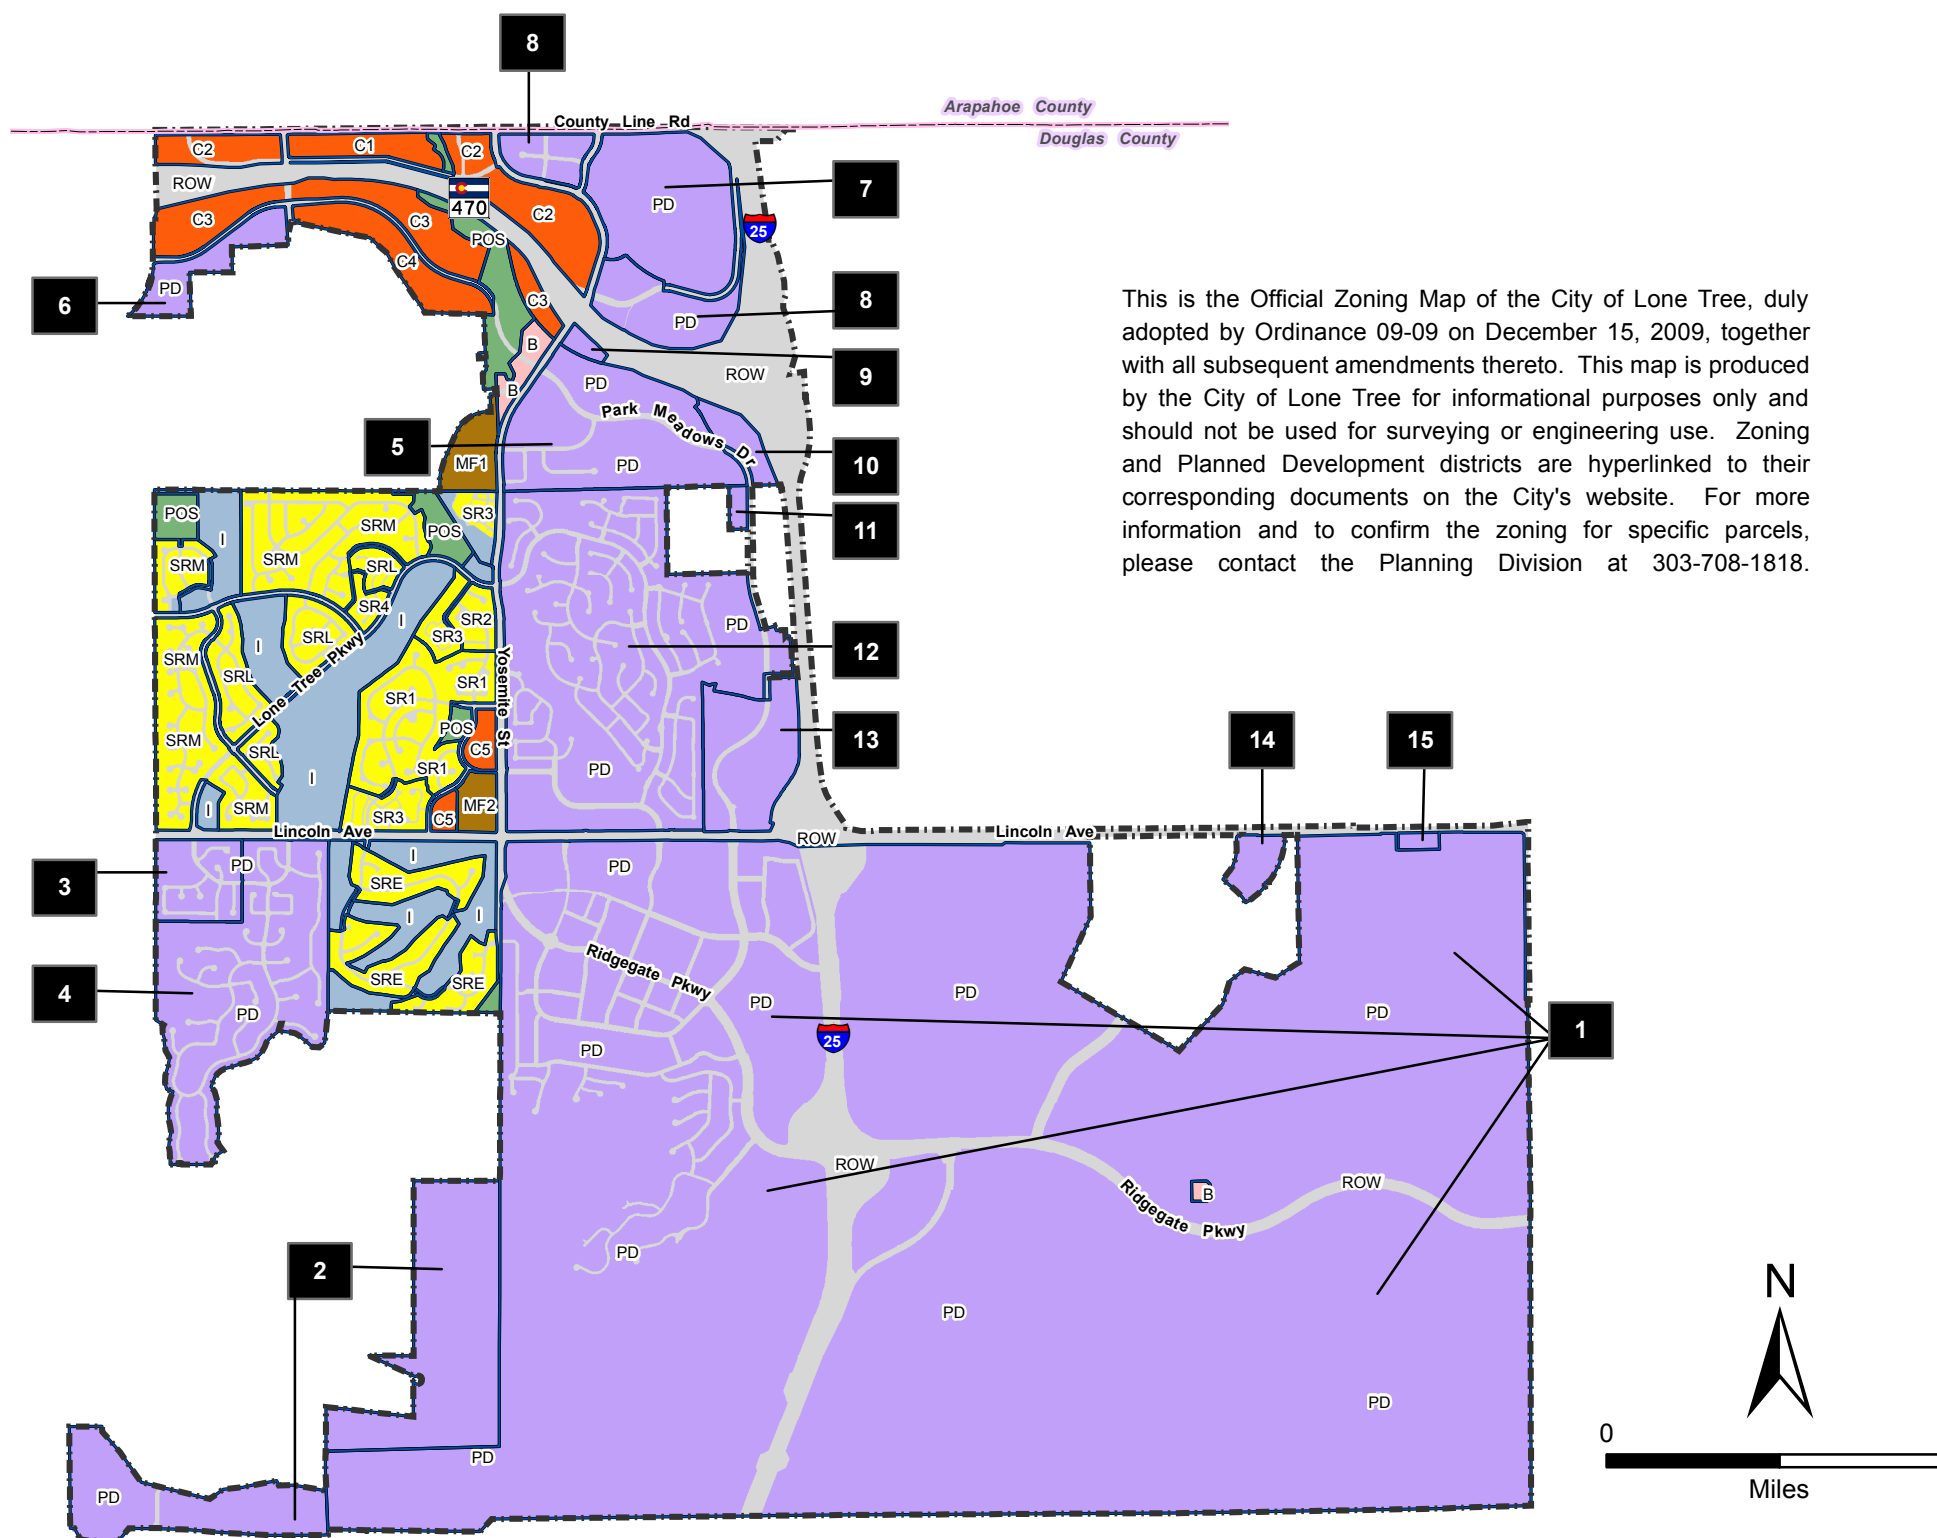 8
Arapahoe County
County Line Rd
Douglas County
C2
C1
C2
ROW
7
PD
C3
470
C3
C2
25
POS
C4
PD
6
C3
8
PD
This is the Official Zoning Map of the City of Lone Tree, duly
adopted by Ordinance 09-09 on December 15, 2009, together
with all subsequent amendments thereto. This map is produced
by the City of Lone Tree for informational purposes only and
should not be used for surveying or engineering use. Zoning
and Planned Development districts are hyperlinked to their
corresponding documents on the City's website. For more
information and to confirm the zoning for specific parcels,
please contact the Planning Division at 303-708-1818.
B
9
ROW
PD
B
Park Meadows Dr
5
MF1
PD
10
11
POS
SR3
SRM
POS
I
SRM
SRM
SRL
SR4
SR2
I
PD
SRL
I
SR3
12
SRM
SRL
Lone Tree Pkwy
Yosemite St
SR1
SR1
POS
13
14
15
SRM
SRL
C5
SR1
PD
I
I
SRM
SR3
C5
MF2
Lincoln Ave
ROW
Lincoln Ave
3
PD
I
PD
SRE
I
I
4
SRE
SRE
Ridgegate Pkwy
PD
PD
PD
PD
1
25
PD
ROW
B
ROW
Ridgegate Pkwy
PD
2
N
PD
PD
0
PD
PD
Miles